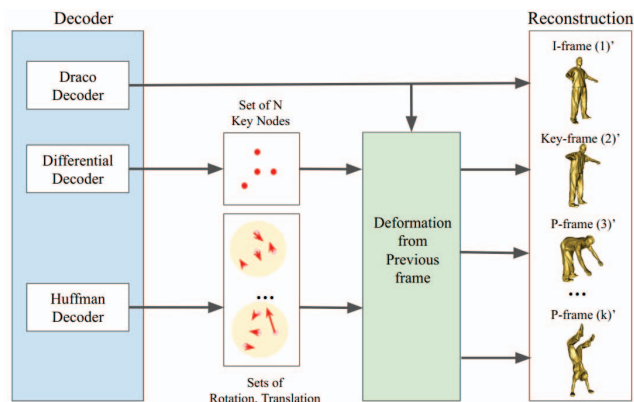 Decoder
Reconstruction
Draco
Decoder
I-frame (1)’
Set of N
Key Nodes
Differential
Decoder
Key-frame (2)’
Deformation
from
Previous
frame
P-frame (3)’
...
Huffman
Decoder
...
P-frame (k)’
Sets of
Rotation, Translation